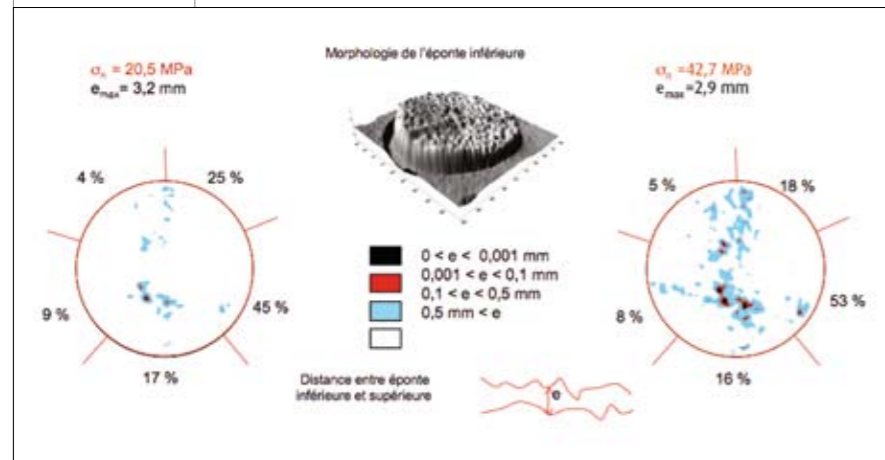 Morphologie de l'éponte inférieure
σn = 20,5 MPa
emax= 3,2 mm
σn =42,7 MPa
emax=2,9 mm
4 %
25 %
45 %
17 %
9 %
5 %
18 %
53 %
16 %
8 %
0 < e < 0,001 mm
0,001 < e < 0,1 mm
0,1 < e < 0,5 mm
0,5 mm < e
Distance entre éponte
inférieure et supérieure
e